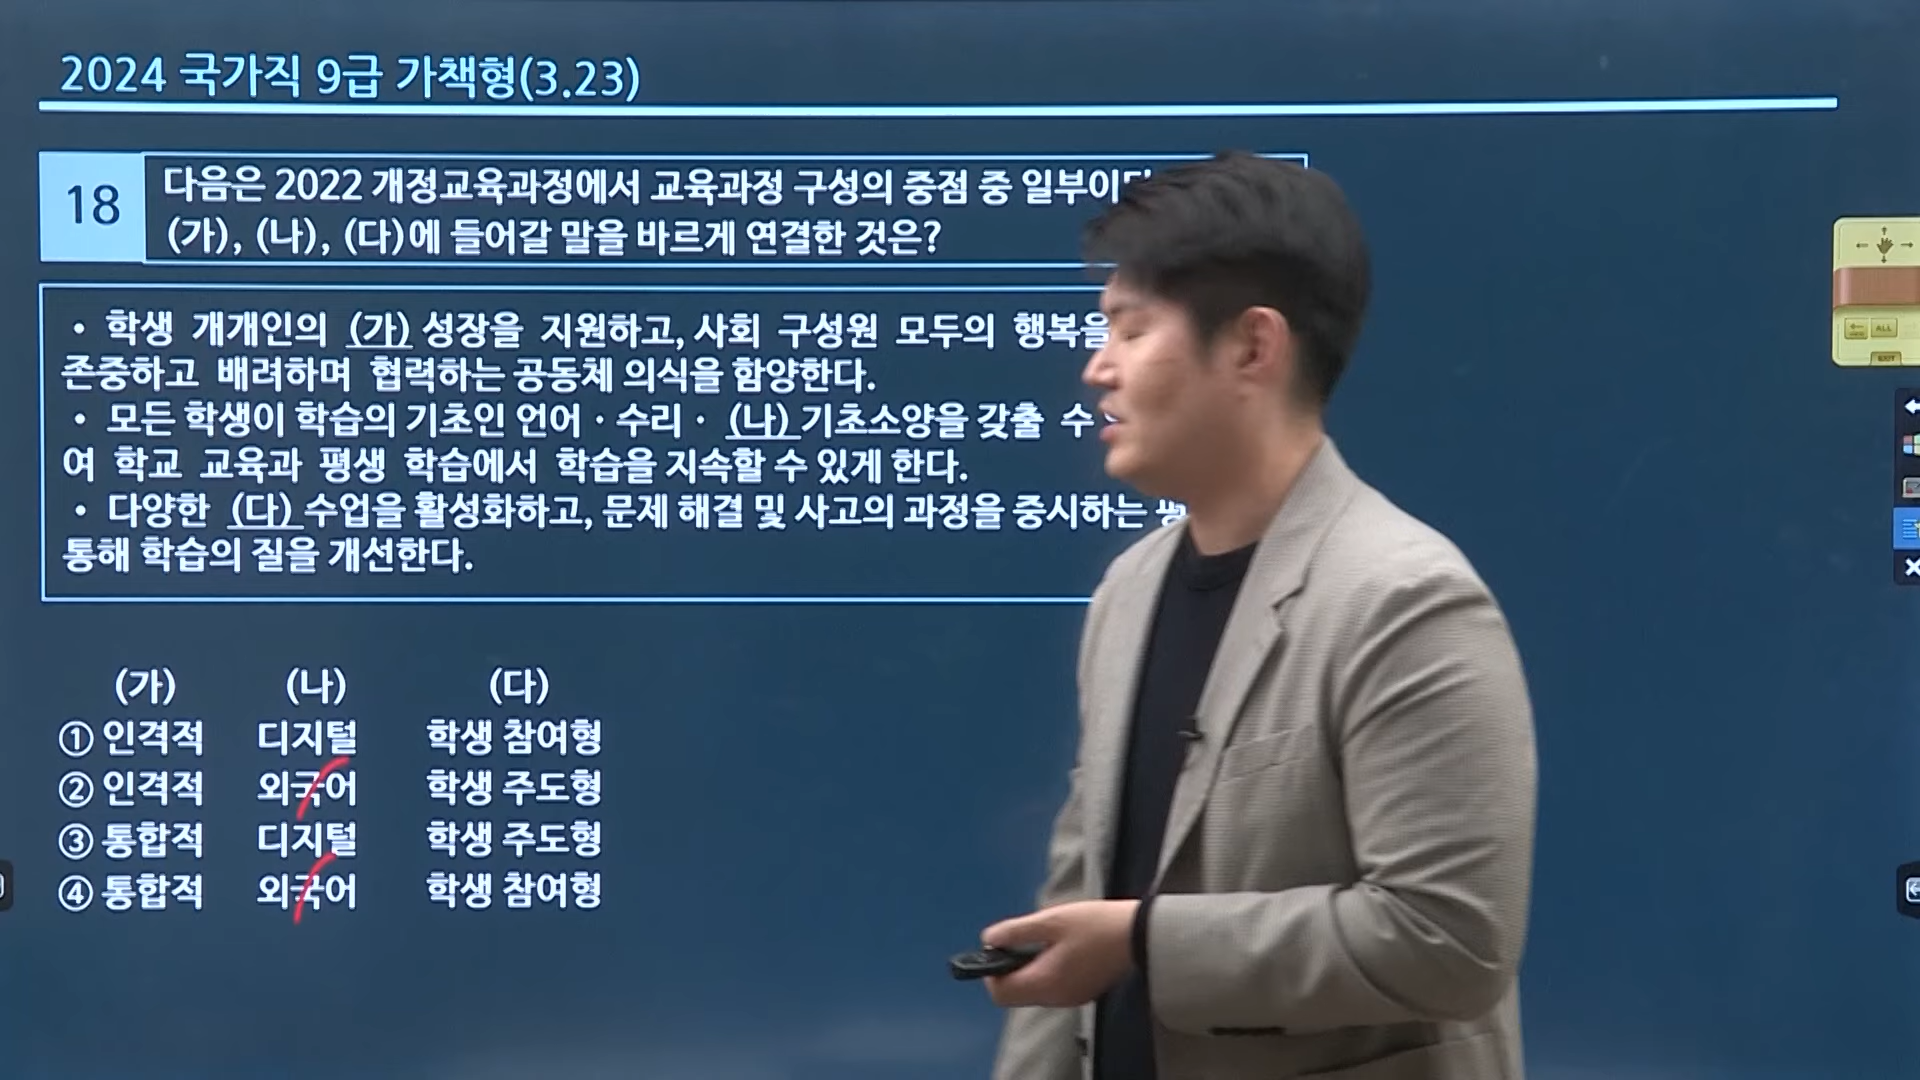 2024 국가직 9급 가책형(3.23)
18
다음은 2022 개정교육과정에서 교육과정 구성의 중점 중
(가), (나), (다)에 들어갈 말을 바르게 연결한 것은?
• 학생 개개인의 (가) 성장을 지원하고, 사회 구성원 모두의 행복을
존중하고 배려하며 협력하는 공동체 의식을 함양한다.
• 모든 학생이 학습의 기초인 언어 · 수리 · (나) 기초소양을 갖출 수
여 학교 교육과 평생 학습에서 학습을 지속할 수 있게 한다.
• 다양한 (다) 수업을 활성화하고, 문제 해결 및 사고의 과정을 중시하는
통해 학습의 질을 개선한다.
(가) (나) (다)
① 인격적 디지털 학생 참여형
② 인격적 외국어 학생 주도형
③ 통합적 디지털 학생 주도형
④ 통합적 외국어 학생 참여형
ALL